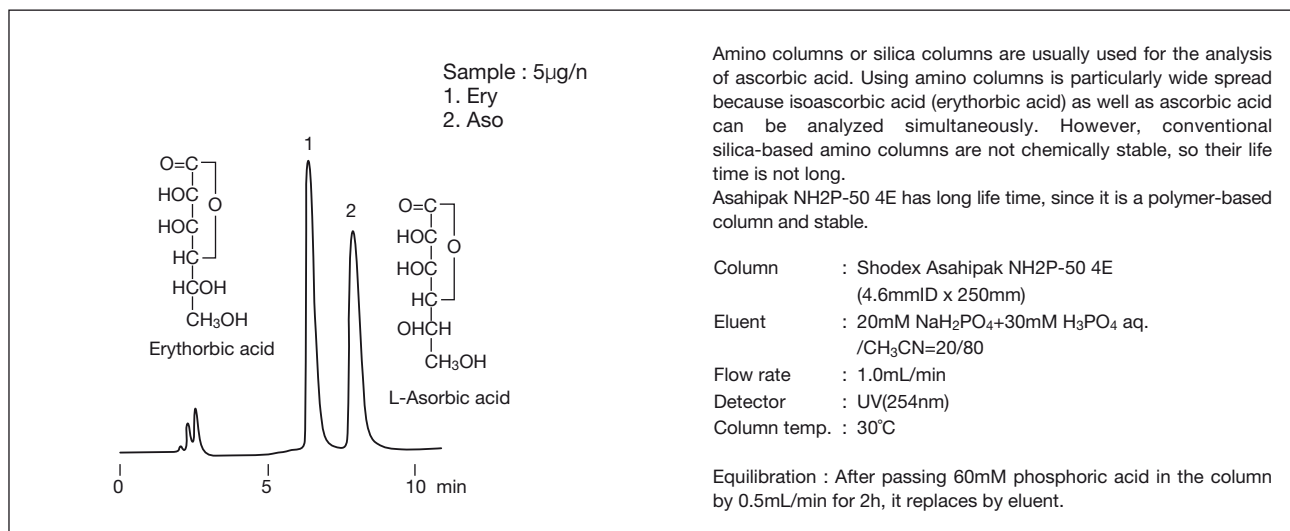 Sample : 5µg/n
1. Ery
2. Aso
1
2
O=C
HOC
HOC
HC
HCOH
CH₃OH
O
Erythorbic acid
O=C
HOC
HOC
HC
OHCH
CH₃OH
O
L-Asorbic acid
0 5 10 min
Amino columns or silica columns are usually used for the analysis
of ascorbic acid. Using amino columns is particularly wide spread
because isoascorbic acid (erythorbic acid) as well as ascorbic acid
can be analyzed simultaneously. However, conventional
silica-based amino columns are not chemically stable, so their life
time is not long.
Asahipak NH2P-50 4E has long life time, since it is a polymer-based
column and stable.
Column : Shodex Asahipak NH2P-50 4E
(4.6mmID x 250mm)
Eluent : 20mM NaH₂PO₄+30mM H₃PO₄ aq.
/CH₃CN=20/80
Flow rate : 1.0mL/min
Detector : UV(254nm)
Column temp. : 30℃
Equilibration : After passing 60mM phosphoric acid in the column
by 0.5mL/min for 2h, it replaces by eluent.